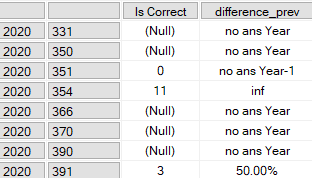 Is Correct difference_prev
2020 331 (Null) no ans Year
2020 350 (Null) no ans Year
2020 351 0 no ans Year-1
2020 354 11 inf
2020 366 (Null) no ans Year
2020 370 (Null) no ans Year
2020 390 (Null) no ans Year
2020 391 3 50.00%